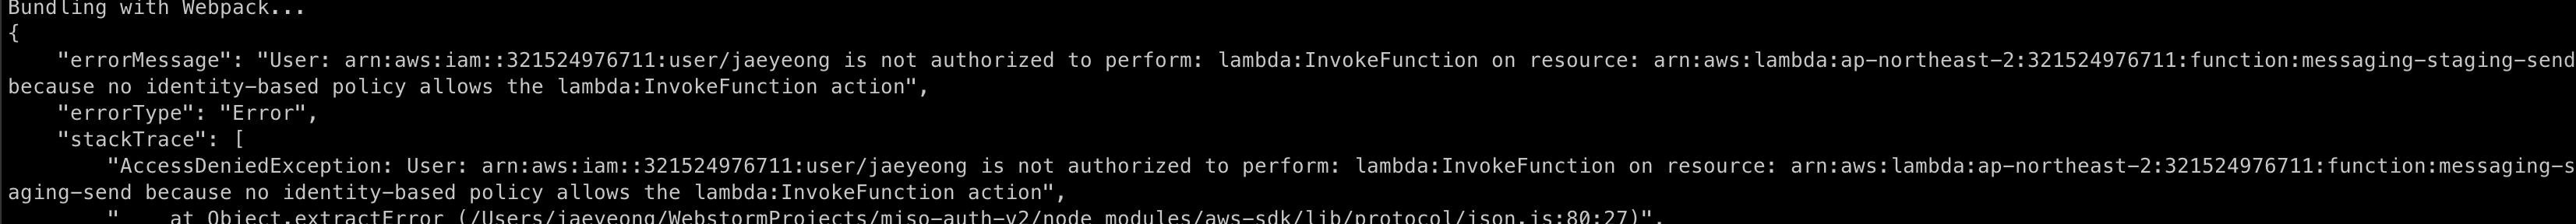 Bundling with Webpack...
{
    "errorMessage": "User: arn:aws:iam::321524976711:user/jaeyeong is not authorized to perform: lambda:InvokeFunction on resource: arn:aws:lambda:ap-northeast-2:321524976711:function:messaging-staging-send
because no identity-based policy allows the lambda:InvokeFunction action",
    "errorType": "Error",
    "stackTrace": [
        "AccessDeniedException: User: arn:aws:iam::321524976711:user/jaeyeong is not authorized to perform: lambda:InvokeFunction on resource: arn:aws:lambda:ap-northeast-2:321524976711:function:messaging-s
aging-send because no identity-based policy allows the lambda:InvokeFunction action",
        "    at Object.extractError (/Users/jaeyeong/WebstormProjects/miso-auth-v2/node_modules/aws-sdk/lib/protocol/json.js:80:27)",